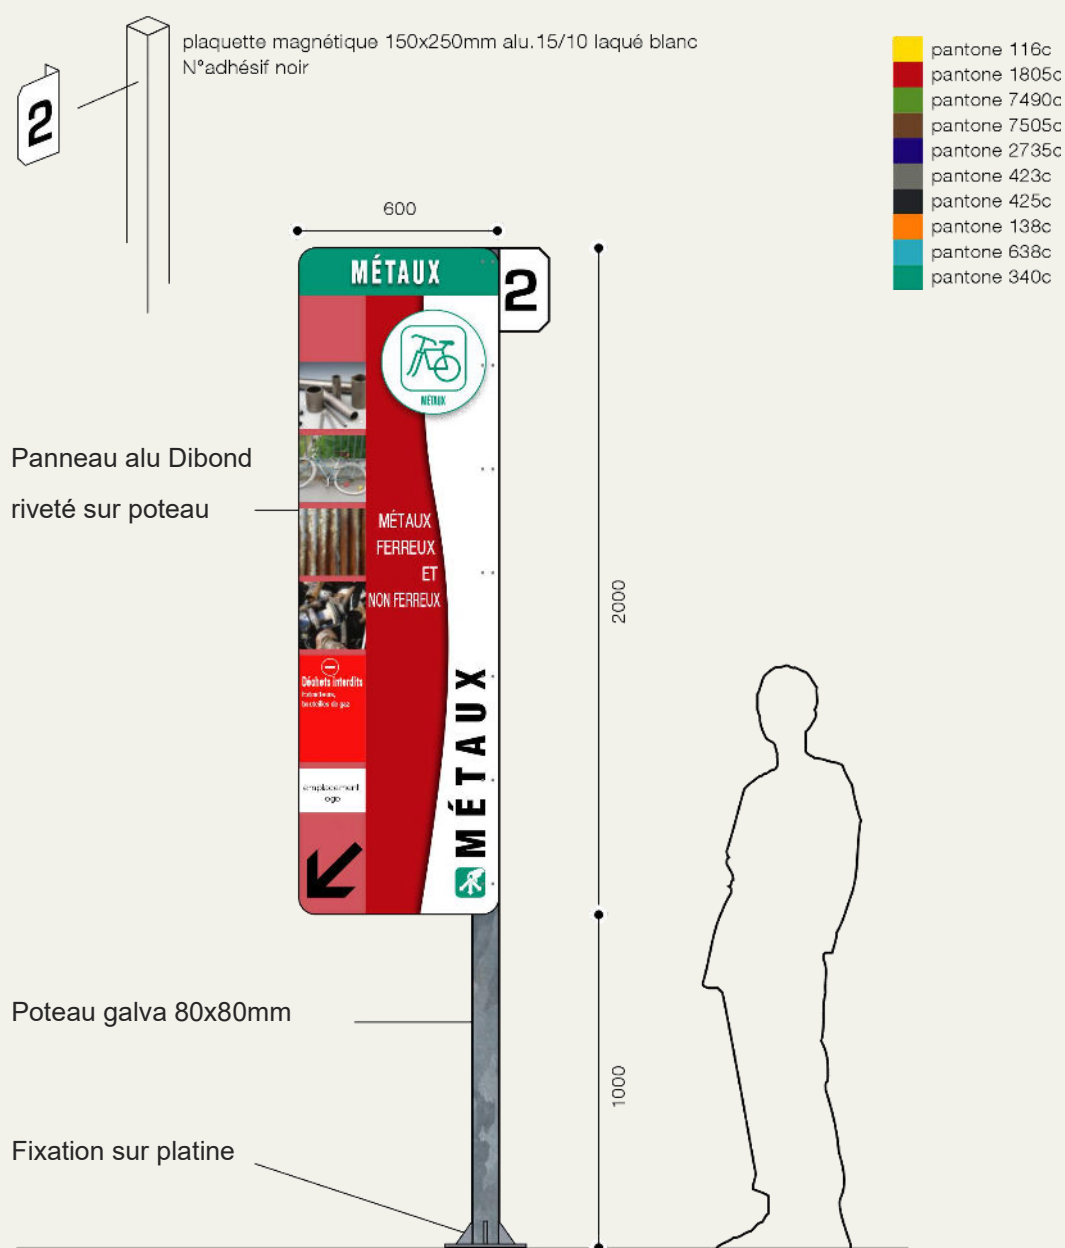 plaquette magnétique 150x250mm alu.15/10 laqué blanc
N°adhésif noir
2
pantone 116c
pantone 1805c
pantone 7490c
pantone 7505c
pantone 2735c
pantone 423c
pantone 425c
pantone 138c
pantone 638c
pantone 340c
600
MÉTAUX
2
MÉTAUX
Panneau alu Dibond
riveté sur poteau
MÉTAUX
FERREUX
ET
NON FERREUX
2000
Déchets interdits
bouteilles de gaz
emplacement
logo
MÉTAUX
Poteau galva 80x80mm
1000
Fixation sur platine